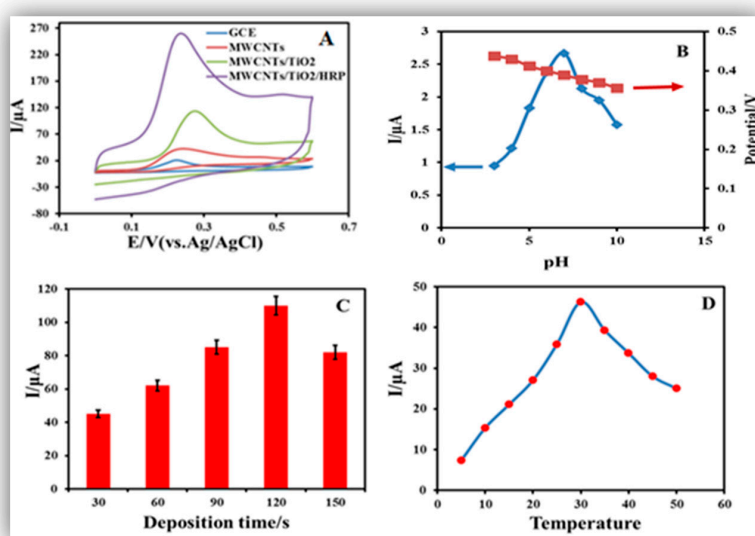 A
GCE
MWCNTs
MWCNTs/TiO2
MWCNTs/TiO2/HRP
I/µA
270
220
170
120
70
20
-30
-80
-0.1 0.1 0.3 0.5 0.7
E/V(vs.Ag/AgCl)
B
I/µA
3
2.5
2
1.5
1
0.5
0
0 5 10 15
pH
0.5
0.4
0.3
0.2
0.1
0
Potential/V
C
I/µA
120
100
80
60
40
20
0
30 60 90 120 150
Deposition time/s
D
I/µA
50
40
30
20
10
0
0 10 20 30 40 50 60
Temperature